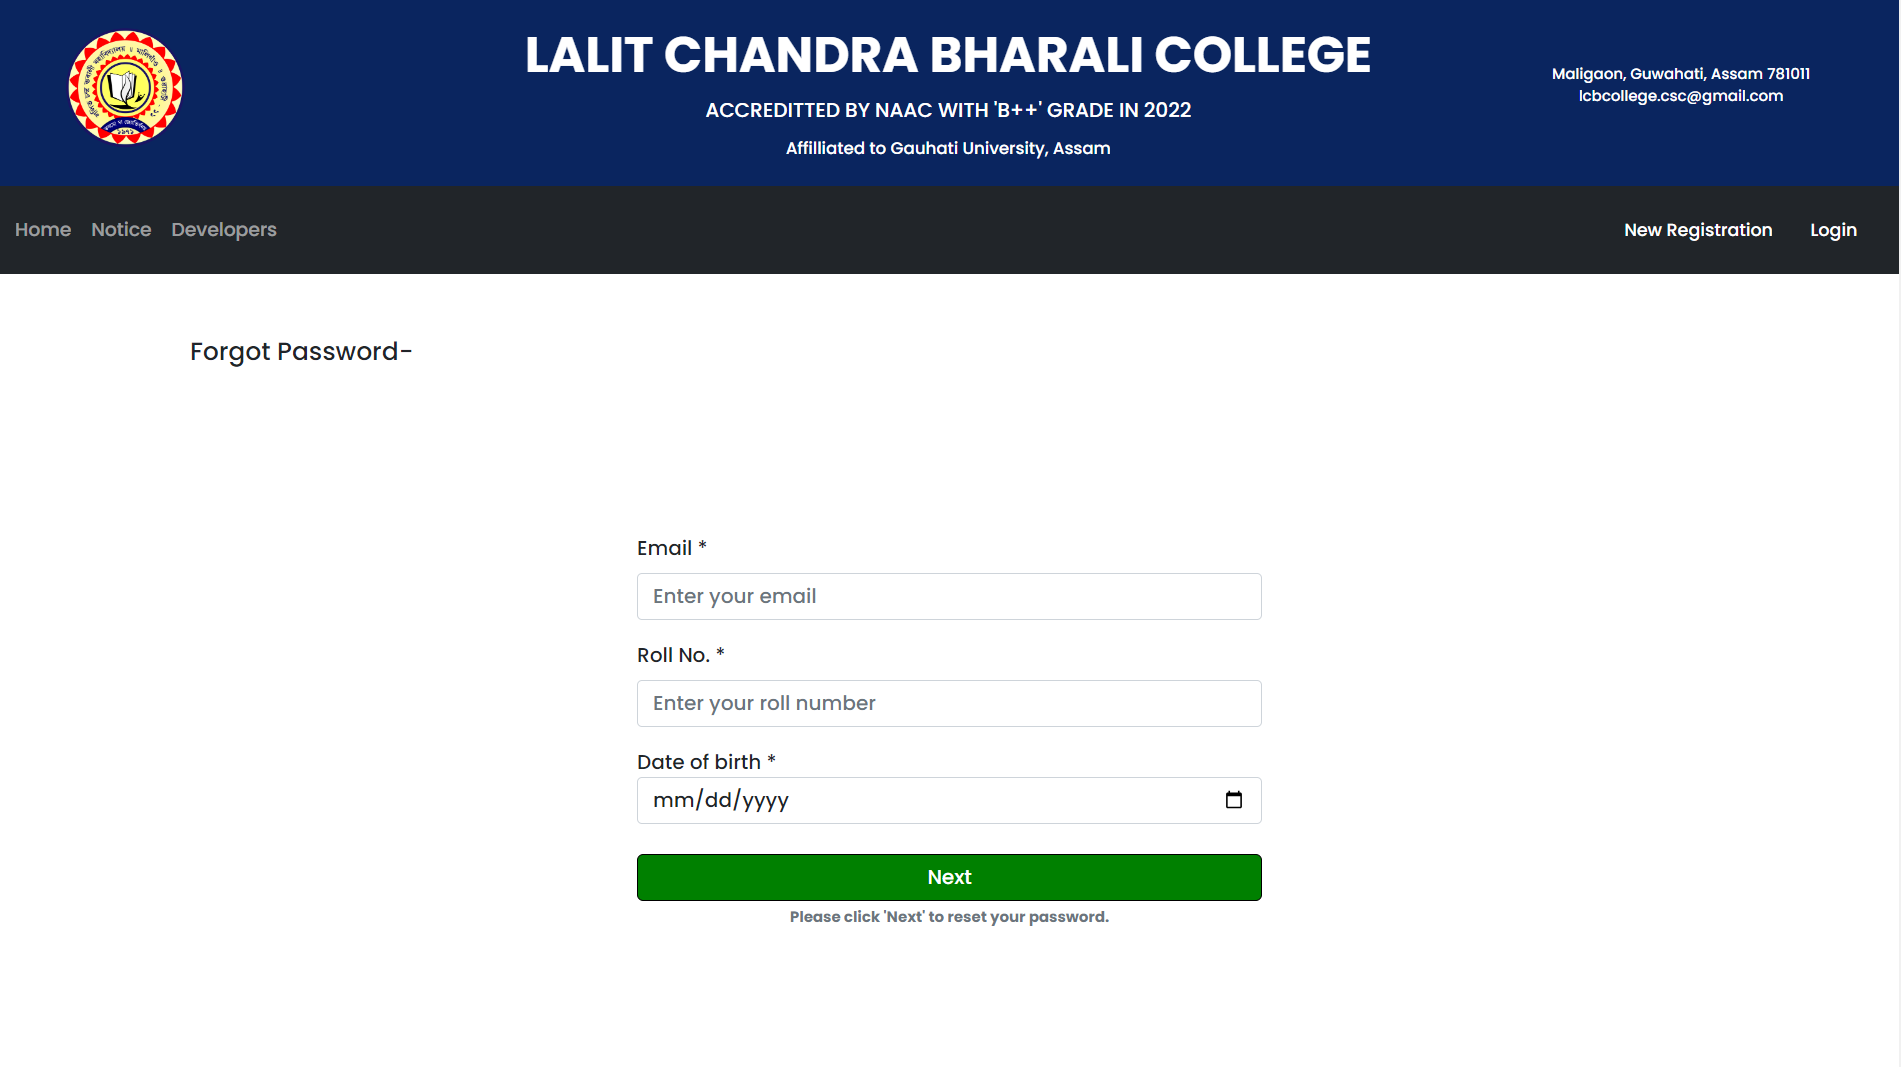 LALIT CHANDRA BHARALI COLLEGE
ACCREDITTED BY NAAC WITH 'B++' GRADE IN 2022
Affilliated to Gauhati University, Assam
Maligaon, Guwahati, Assam 781011
lcbcollege.csc@gmail.com
Home Notice Developers New Registration Login
Forgot Password-
Email *
Enter your email
Roll No. *
Enter your roll number
Date of birth *
mm/dd/yyyy
Next
Please click 'Next' to reset your password.